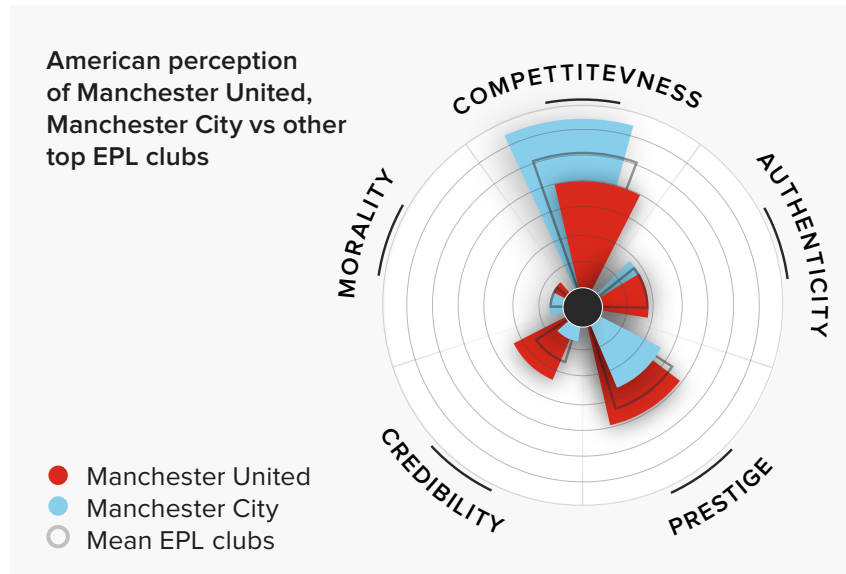 American perception
of Manchester United,
Manchester City vs other
top EPL clubs
COMPETTITEVNESS
AUTHENTICITY
MORALITY
CREDIBILITY
PRESTIGE
Manchester United
Manchester City
Mean EPL clubs